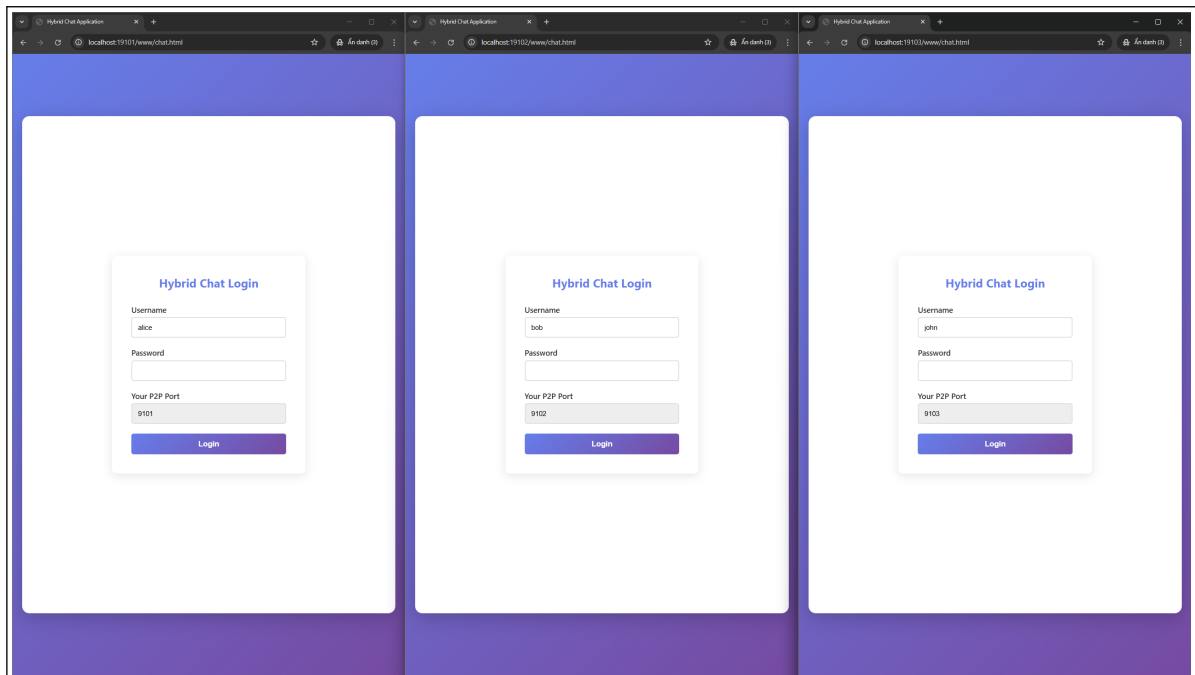 Hybrid Chat Application
localhost:19101/www/chat.html
Ẩn danh (3)
Hybrid Chat Login
Username
alice
Password
Your P2P Port
9101
Login
Hybrid Chat Application
localhost:19102/www/chat.html
Ẩn danh (3)
Hybrid Chat Login
Username
bob
Password
Your P2P Port
9102
Login
Hybrid Chat Application
localhost:19103/www/chat.html
Ẩn danh (3)
Hybrid Chat Login
Username
john
Password
Your P2P Port
9103
Login